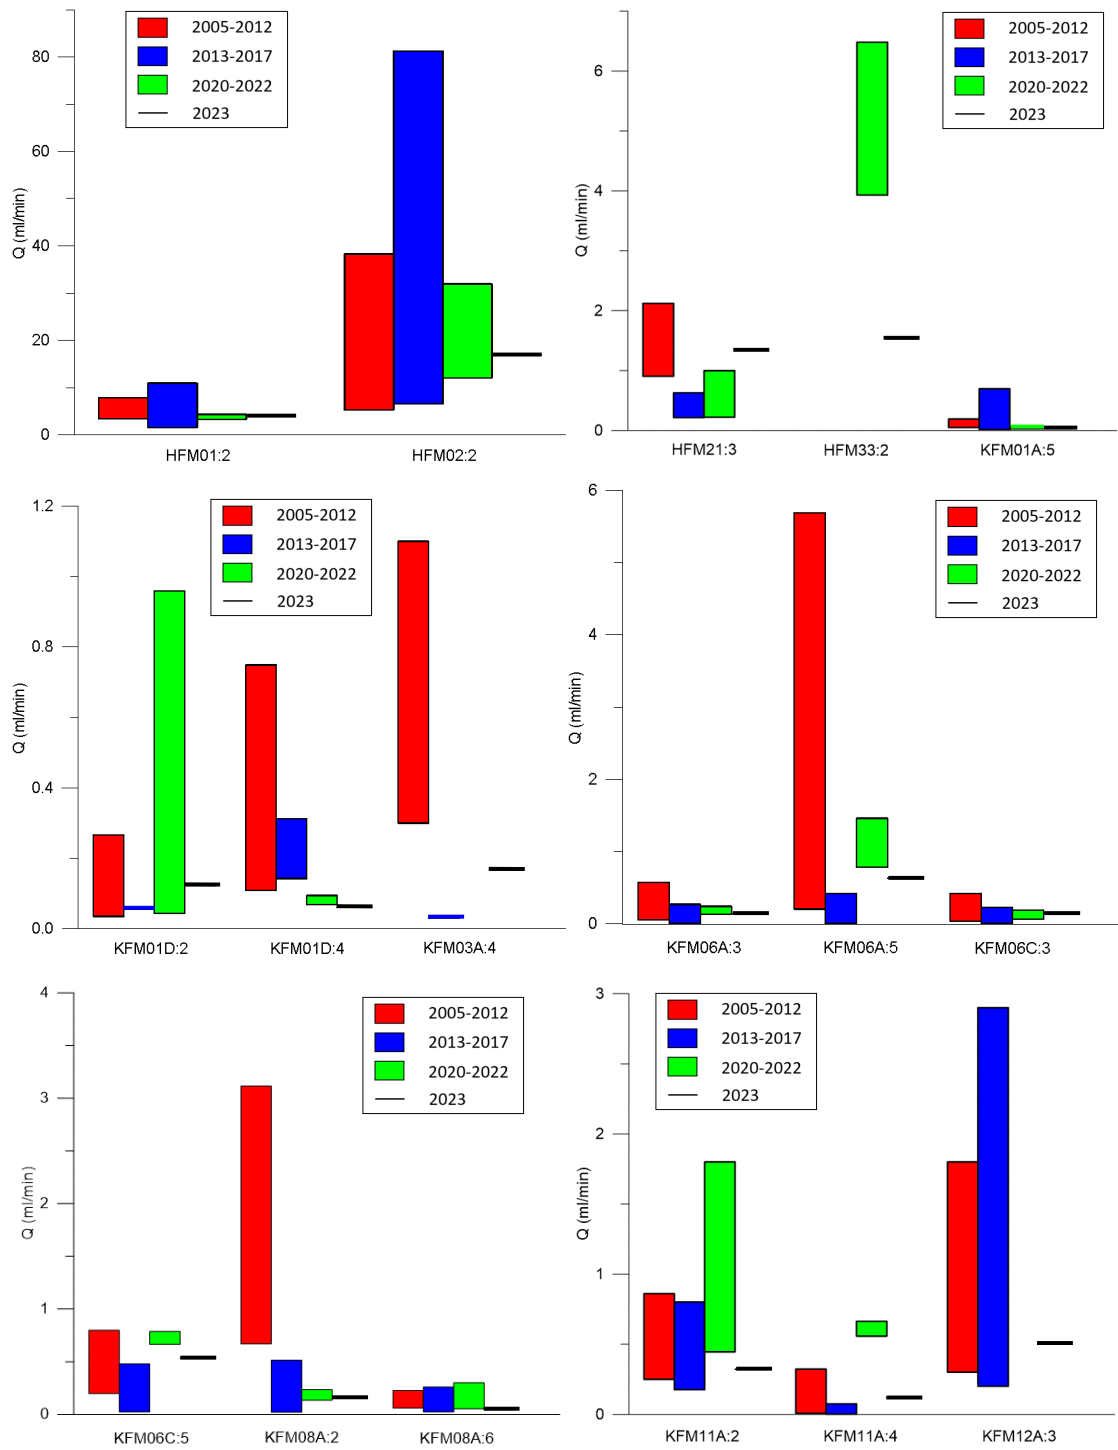 2005-2012
2013-2017
2020-2022
2023
80
60
40
20
0
Q (ml/min)
HFM01:2
HFM02:2
2005-2012
2013-2017
2020-2022
2023
6
4
2
0
Q (ml/min)
HFM21:3
HFM33:2
KFM01A:5
2005-2012
2013-2017
2020-2022
2023
1.2
0.8
0.4
0.0
Q (ml/min)
KFM01D:2
KFM01D:4
KFM03A:4
2005-2012
2013-2017
2020-2022
2023
6
4
2
0
Q (ml/min)
KFM06A:3
KFM06A:5
KFM06C:3
2005-2012
2013-2017
2020-2022
2023
4
3
2
1
0
Q (ml/min)
KFM06C:5
KFM08A:2
KFM08A:6
2005-2012
2013-2017
2020-2022
2023
3
2
1
0
Q (ml/min)
KFM11A:2
KFM11A:4
KFM12A:3